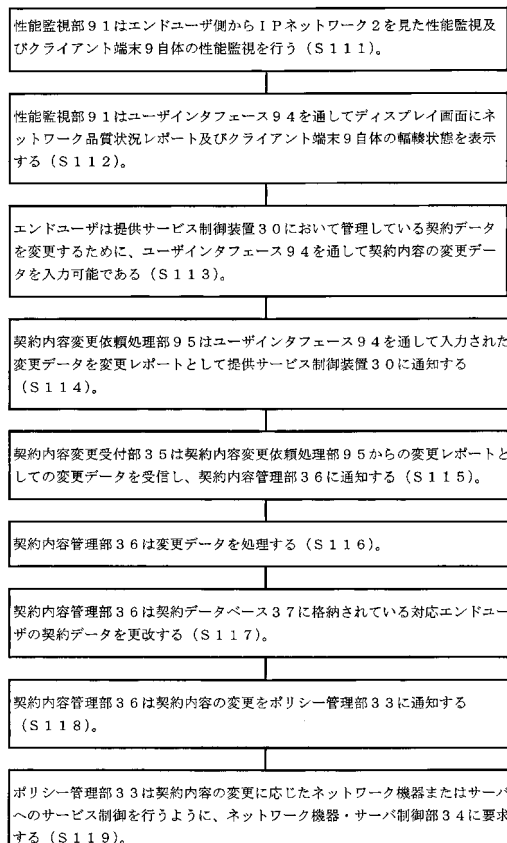 性能監視部９１はエンドユーザ側からＩＰネットワーク２を見た性能監視及
びクライアント端末９自体の性能監視を行う（Ｓ１１１）。
性能監視部９１はユーザインタフェース９４を通してディスプレイ画面にネ
ットワーク品質状況レポート及びクライアント端末９自体の輻輳状態を表示
する（Ｓ１１２）。
エンドユーザは提供サービス制御装置３０において管理している契約データ
を変更するために、ユーザインタフェース９４を通して契約内容の変更デー
タを入力可能である（Ｓ１１３）。
契約内容変更依頼処理部９５はユーザインタフェース９４を通して入力された
変更データを変更レポートとして提供サービス制御装置３０に通知する
（Ｓ１１４）。
契約内容変更受付部３５は契約内容変更依頼処理部９５からの変更レポートと
しての変更データを受信し、契約内容管理部３６に通知する（Ｓ１１５）。
契約内容管理部３６は変更データを処理する（Ｓ１１６）。
契約内容管理部３６は契約データベース３７に格納されている対応エンドユー
ザの契約データを更改する（Ｓ１１７）。
契約内容管理部３６は契約内容の変更をポリシー管理部３３に通知する
（Ｓ１１８）。
ポリシー管理部３３は契約内容の変更に応じたネットワーク機器またはサーバ
へのサービス制御を行うように、ネットワーク機器・サーバ制御部３４に要求
する（Ｓ１１９）。